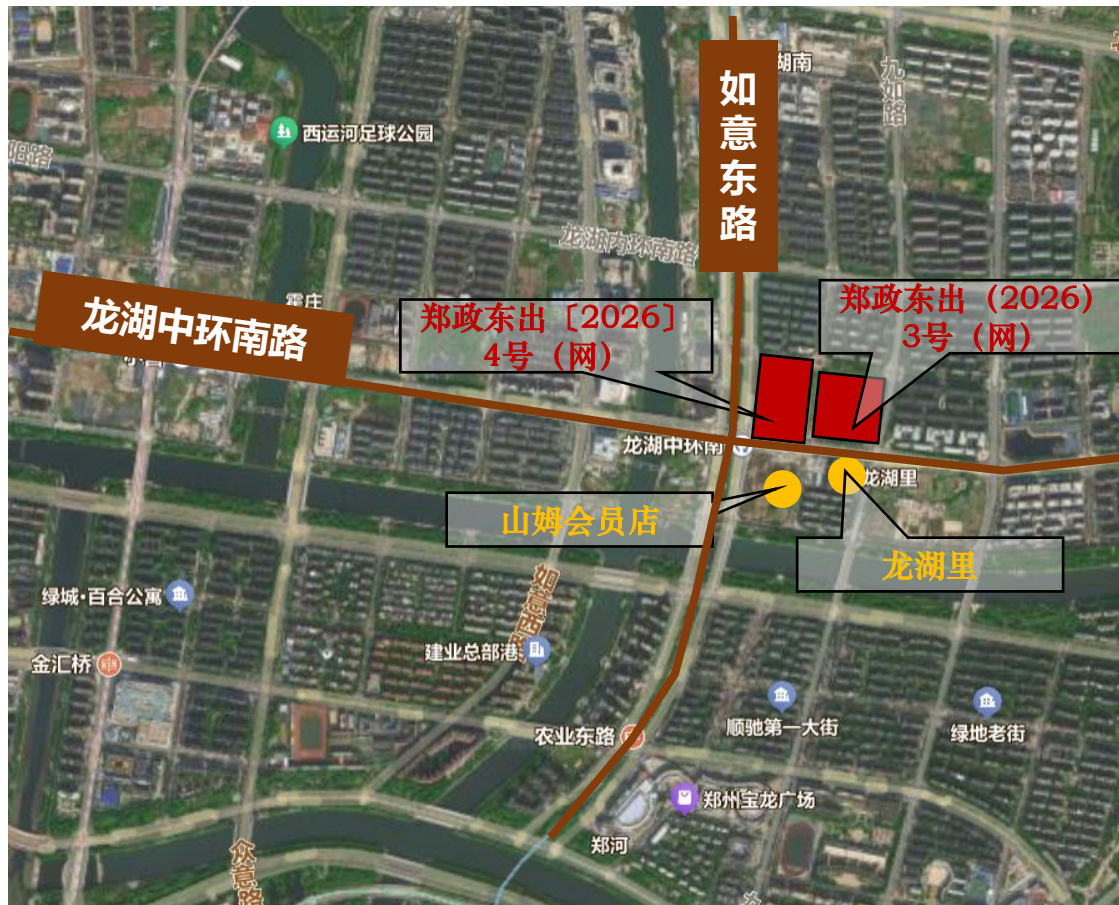 湖南
九如路
如意东路
西运河足球公园
阳路
龙湖内环南路
霍庄
龙湖中环南路
郑政东出〔2026〕
4号（网）
郑政东出（2026）
3号（网）
龙湖中环南
龙湖里
山姆会员店
龙湖里
如意西路
绿城·百合公寓
建业总部港
金汇桥
农业东路
顺驰第一大街
绿地老街
郑州宝龙广场
郑河
众意路